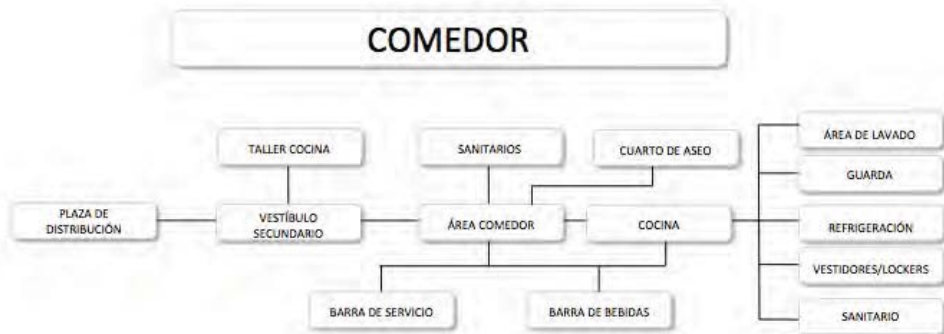 COMEDOR
TALLER COCINA
SANITARIOS
CUARTO DE ASEO
ÁREA DE LAVADO
GUARDA
PLAZA DE
DISTRIBUCIÓN
VESTÍBULO
SECUNDARIO
ÁREA COMEDOR
COCINA
REFRIGERACIÓN
VESTIDORES/LOCKERS
BARRA DE SERVICIO
BARRA DE BEBIDAS
SANITARIO